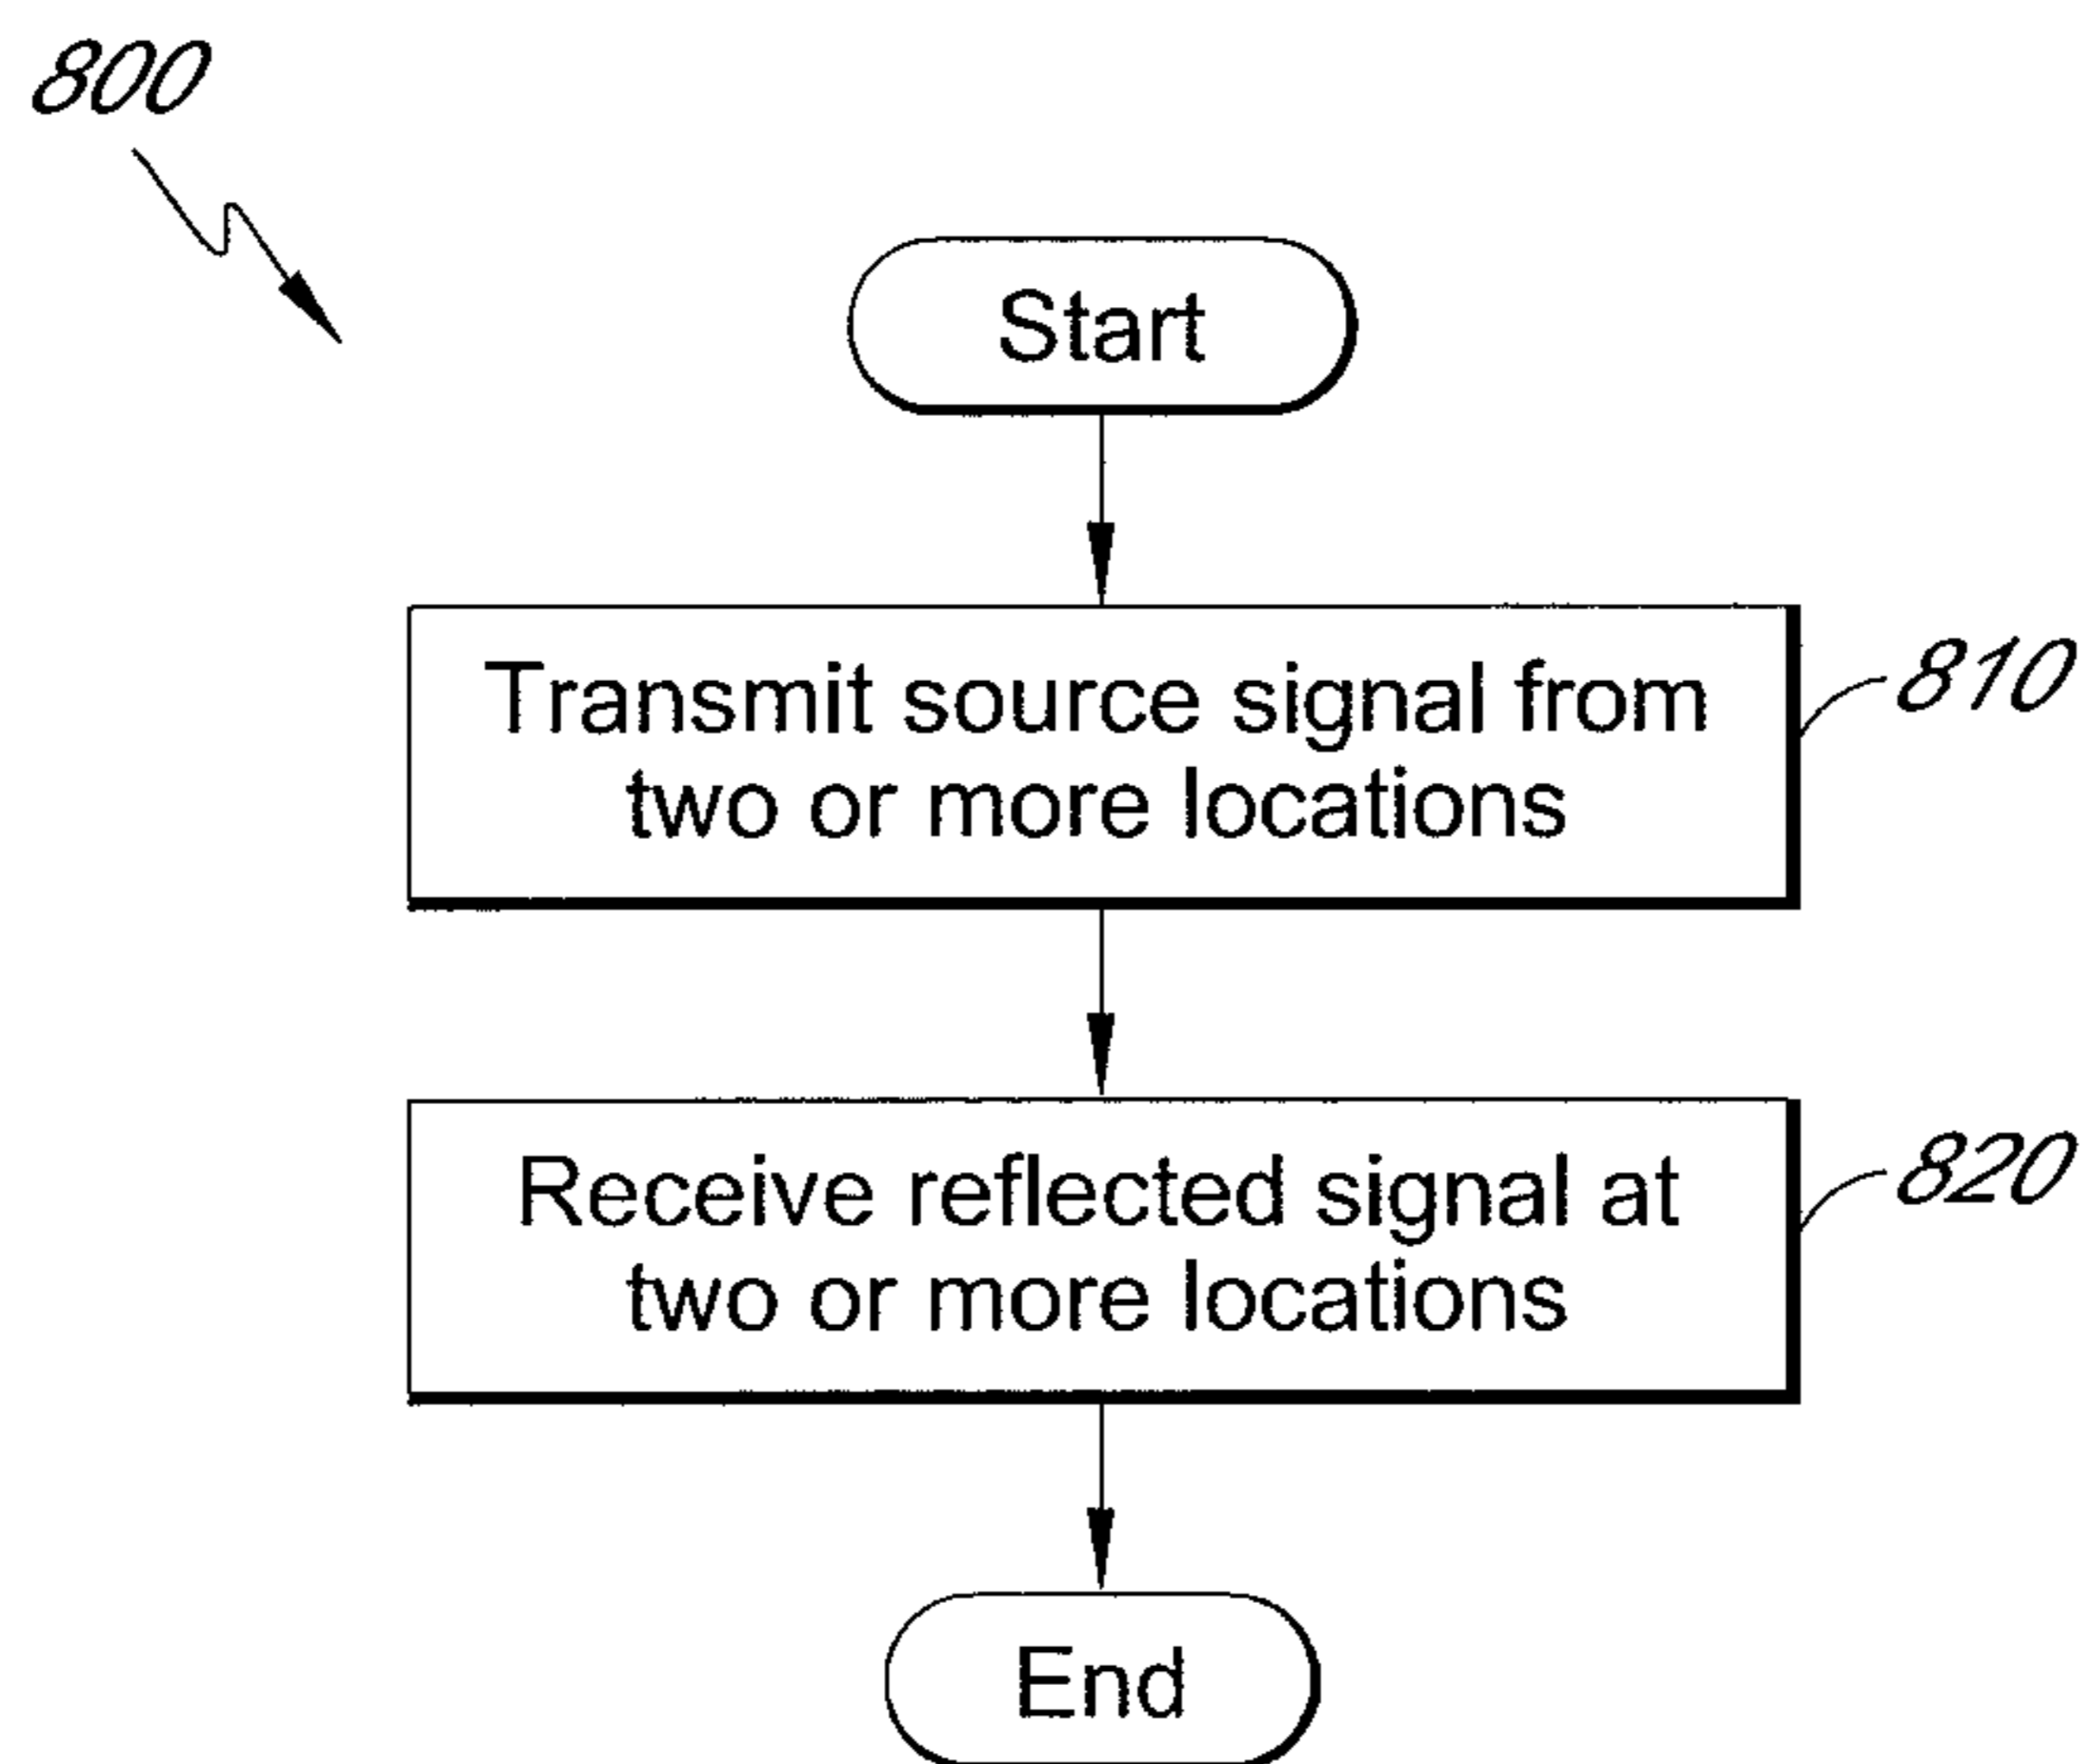 800
Start
Transmit source signal from
two or more locations
810
Receive reflected signal at
two or more locations
820
End